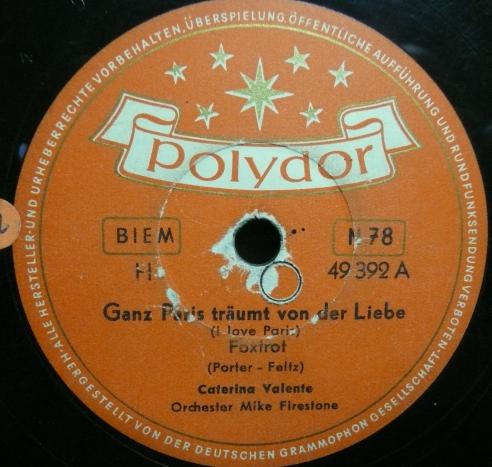 ALLE HERSTELLER- UND URHEBERRECHTE VORBEHALTEN, ÜBERSPIELUNG, ÖFFENTLICHE AUFFÜHRUNG UND RUNDFUNKSENDUNG VERBOTEN·
HERGESTELLT VON DER DEUTSCHEN GRAMMOPHON GESELLSCHAFT·
polydor
BIEM
N 78
H
49 392 A
Ganz Paris träumt von der Liebe
(I love Paris)
Foxtrot
(Porter - Feltz)
Caterina Valente
Orchester Mike Firestone